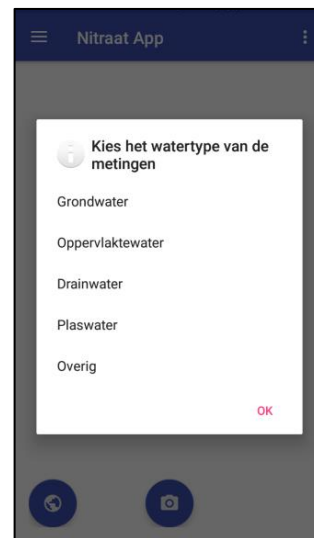 Nitraat App
Kies het watertype van de
metingen
Grondwater
Oppervlaktewater
Drainwater
Plaswater
Overig
OK